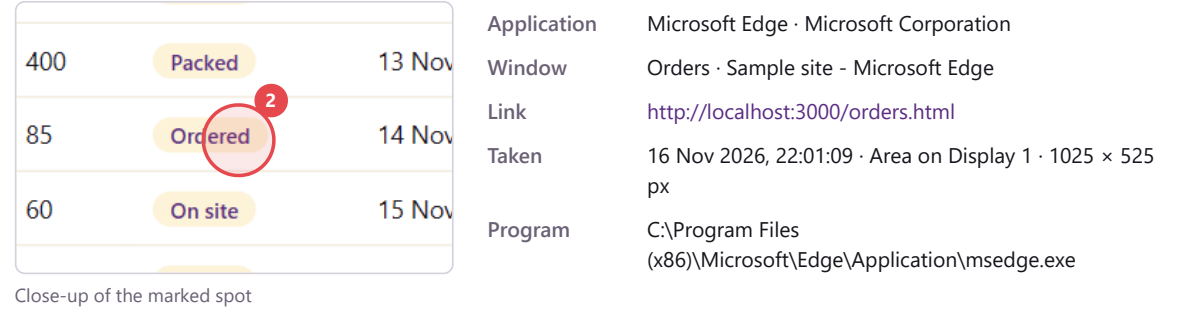 400 Packed 13 Nov
2
85 Ordered 14 Nov
60 On site 15 Nov
Close-up of the marked spot
Application Microsoft Edge · Microsoft Corporation
Window Orders · Sample site - Microsoft Edge
Link http://localhost:3000/orders.html
Taken 16 Nov 2026, 22:01:09 · Area on Display 1 · 1025 × 525
px
Program C:\Program Files
(x86)\Microsoft\Edge\Application\msedge.exe